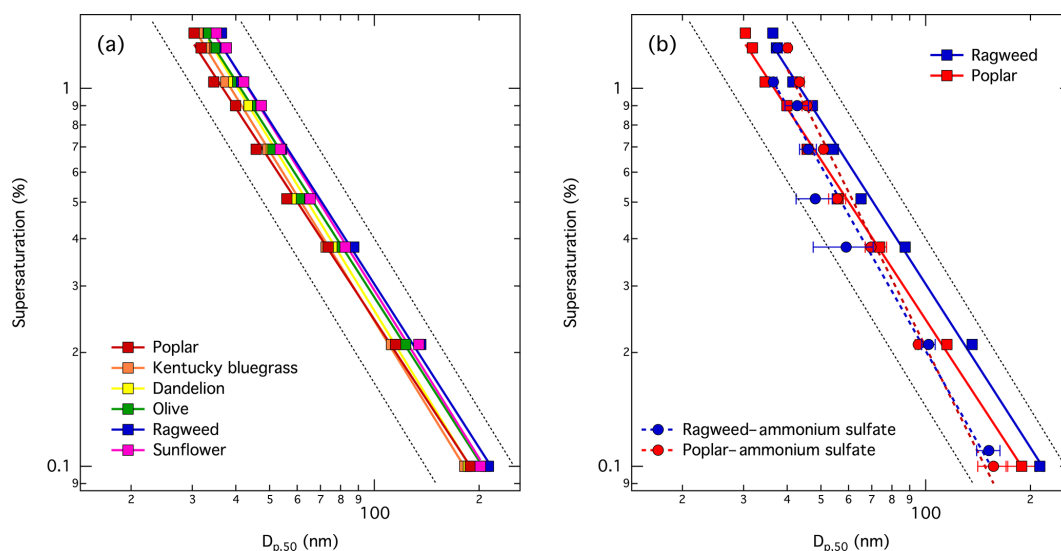 (a)
Supersaturation (%)
1
9
8
7
6
5
4
3
2
0.1
9
Poplar
Kentucky bluegrass
Dandelion
Olive
Ragweed
Sunflower
2 3 4 5 6 7 8 9 100 2
Dp,50 (nm)
(b)
Supersaturation (%)
1
9
8
7
6
5
4
3
2
0.1
9
Ragweed
Poplar
Ragweed–ammonium sulfate
Poplar–ammonium sulfate
2 3 4 5 6 7 8 9 100 2
Dp,50 (nm)